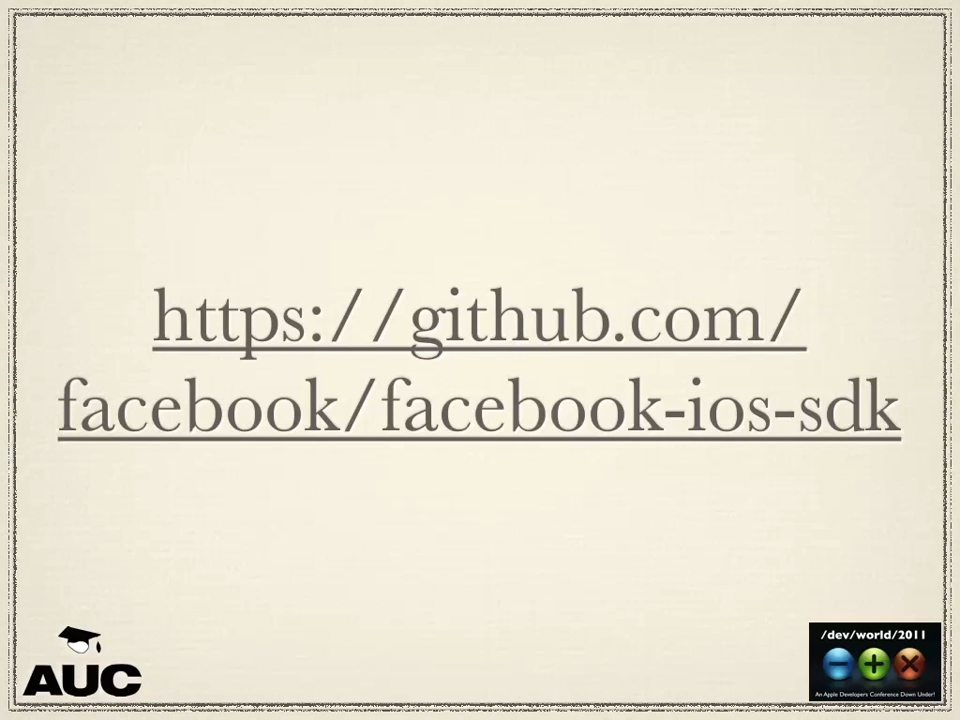 https://github.com/
facebook/facebook-ios-sdk
AUC
/dev/world/2011
An Apple Developers Conference Down Under!